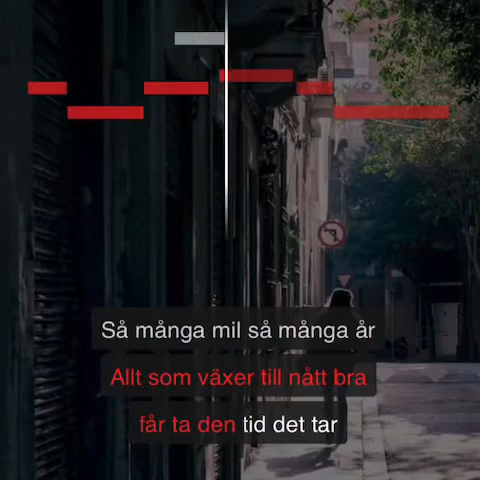 Så många mil så många år
Allt som växer till nått bra
får ta den tid det tar